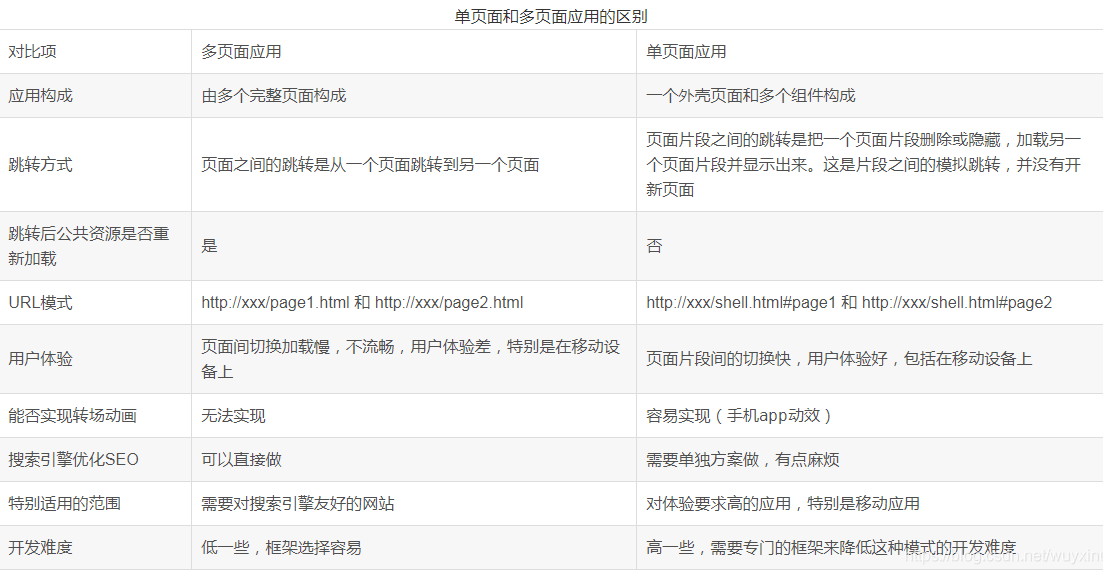 单页面和多页面应用的区别
对比项
多页面应用
单页面应用
应用构成
由多个完整页面构成
一个外壳页面和多个组件构成
跳转方式
页面之间的跳转是从一个页面跳转到另一个页面
页面片段之间的跳转是把一个页面片段删除或隐藏，加载另一
个页面片段并显示出来。这是片段之间的模拟跳转，并没有开
新页面
跳转后公共资源是否重
新加载
是
否
URL模式
http://xxx/page1.html 和 http://xxx/page2.html
http://xxx/shell.html#page1 和 http://xxx/shell.html#page2
用户体验
页面间切换加载慢，不流畅，用户体验差，特别是在移动设
备上
页面片段间的切换快，用户体验好，包括在移动设备上
能否实现转场动画
无法实现
容易实现（手机app动效）
搜索引擎优化SEO
可以直接做
需要单独方案做，有点麻烦
特别适用的范围
需要对搜索引擎友好的网站
对体验要求高的应用，特别是移动应用
开发难度
低一些，框架选择容易
高一些，需要专门的框架来降低这种模式的开发难度
https://blog.csdn.net/wuyxinu